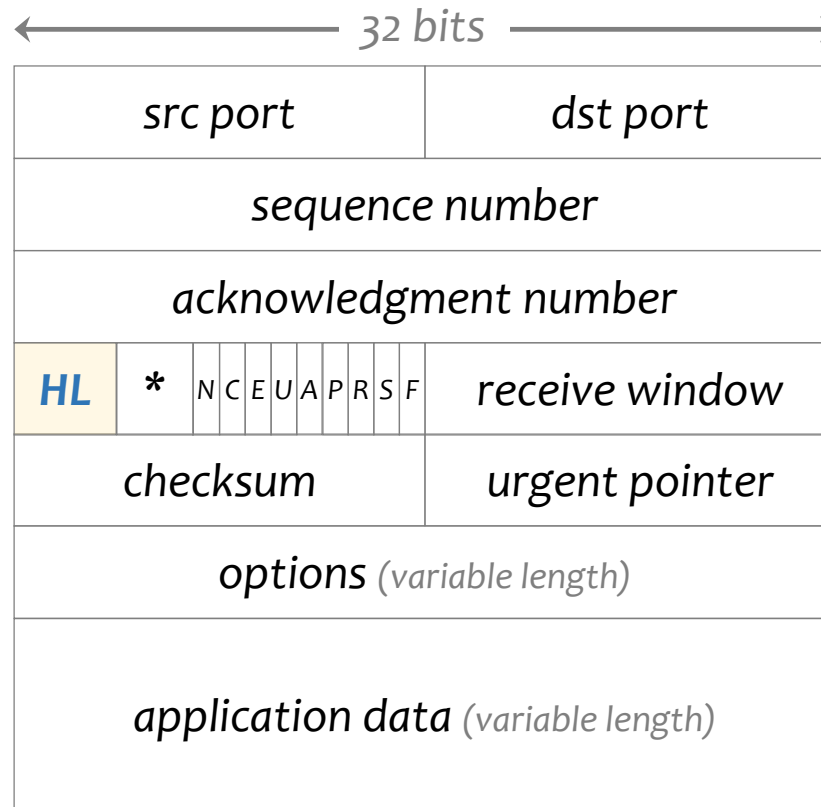 32 bits
src port dst port
sequence number
acknowledgment number
HL * N C E U A P R S F receive window
checksum urgent pointer
options (variable length)
application data (variable length)